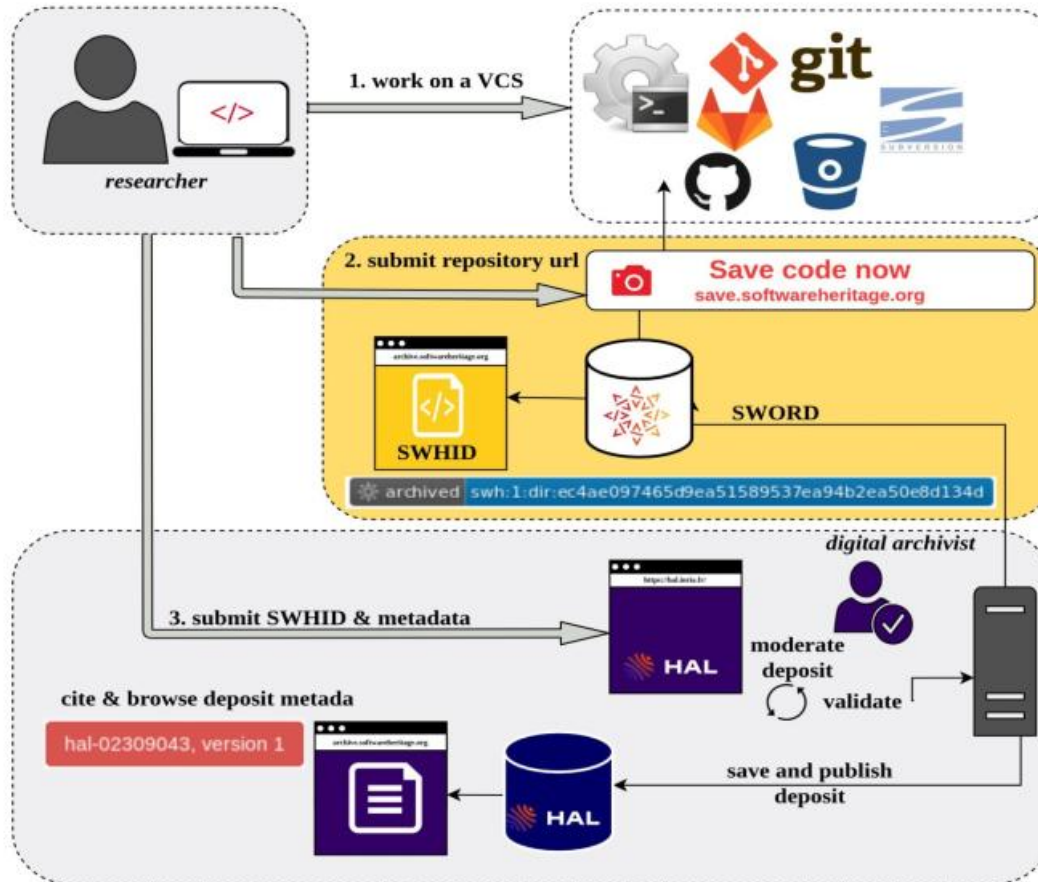 1. work on a VCS
git
</>
>_
researcher
SUBVERSION
2. submit repository url
Save code now
save.softwareheritage.org
archive.softwareheritage.org
</>
SWHID
SWORD
archived swh:1:dir:ec4ae097465d9ea51589537ea94b2ea50e8d134d
digital archivist
https://hal.inria.fr/
3. submit SWHID & metadata
HAL
moderate
deposit
validate
cite & browse deposit metada
hal-02309043, version 1
archive.softwareheritage.org
HAL
save and publish
deposit